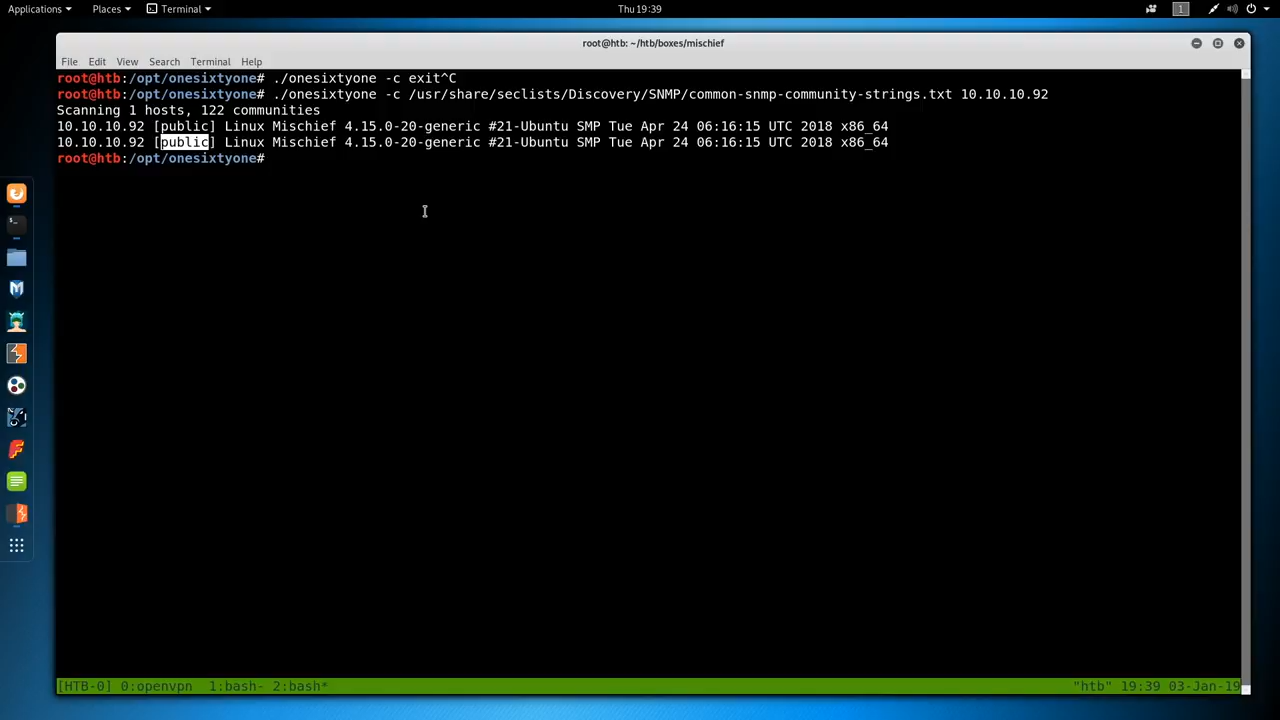 Applications Places Terminal Thu 19:39 1
root@htb: ~/htb/boxes/mischief
File Edit View Search Terminal Help
root@htb:/opt/onesixtyone# ./onesixtyone -c exit^C
root@htb:/opt/onesixtyone# ./onesixtyone -c /usr/share/seclists/Discovery/SNMP/common-snmp-community-strings.txt 10.10.10.92
Scanning 1 hosts, 122 communities
10.10.10.92 [public] Linux Mischief 4.15.0-20-generic #21-Ubuntu SMP Tue Apr 24 06:16:15 UTC 2018 x86_64
10.10.10.92 [public] Linux Mischief 4.15.0-20-generic #21-Ubuntu SMP Tue Apr 24 06:16:15 UTC 2018 x86_64
root@htb:/opt/onesixtyone#
[HTB-0] 0:openvpn 1:bash- 2:bash* "htb" 19:39 03-Jan-19